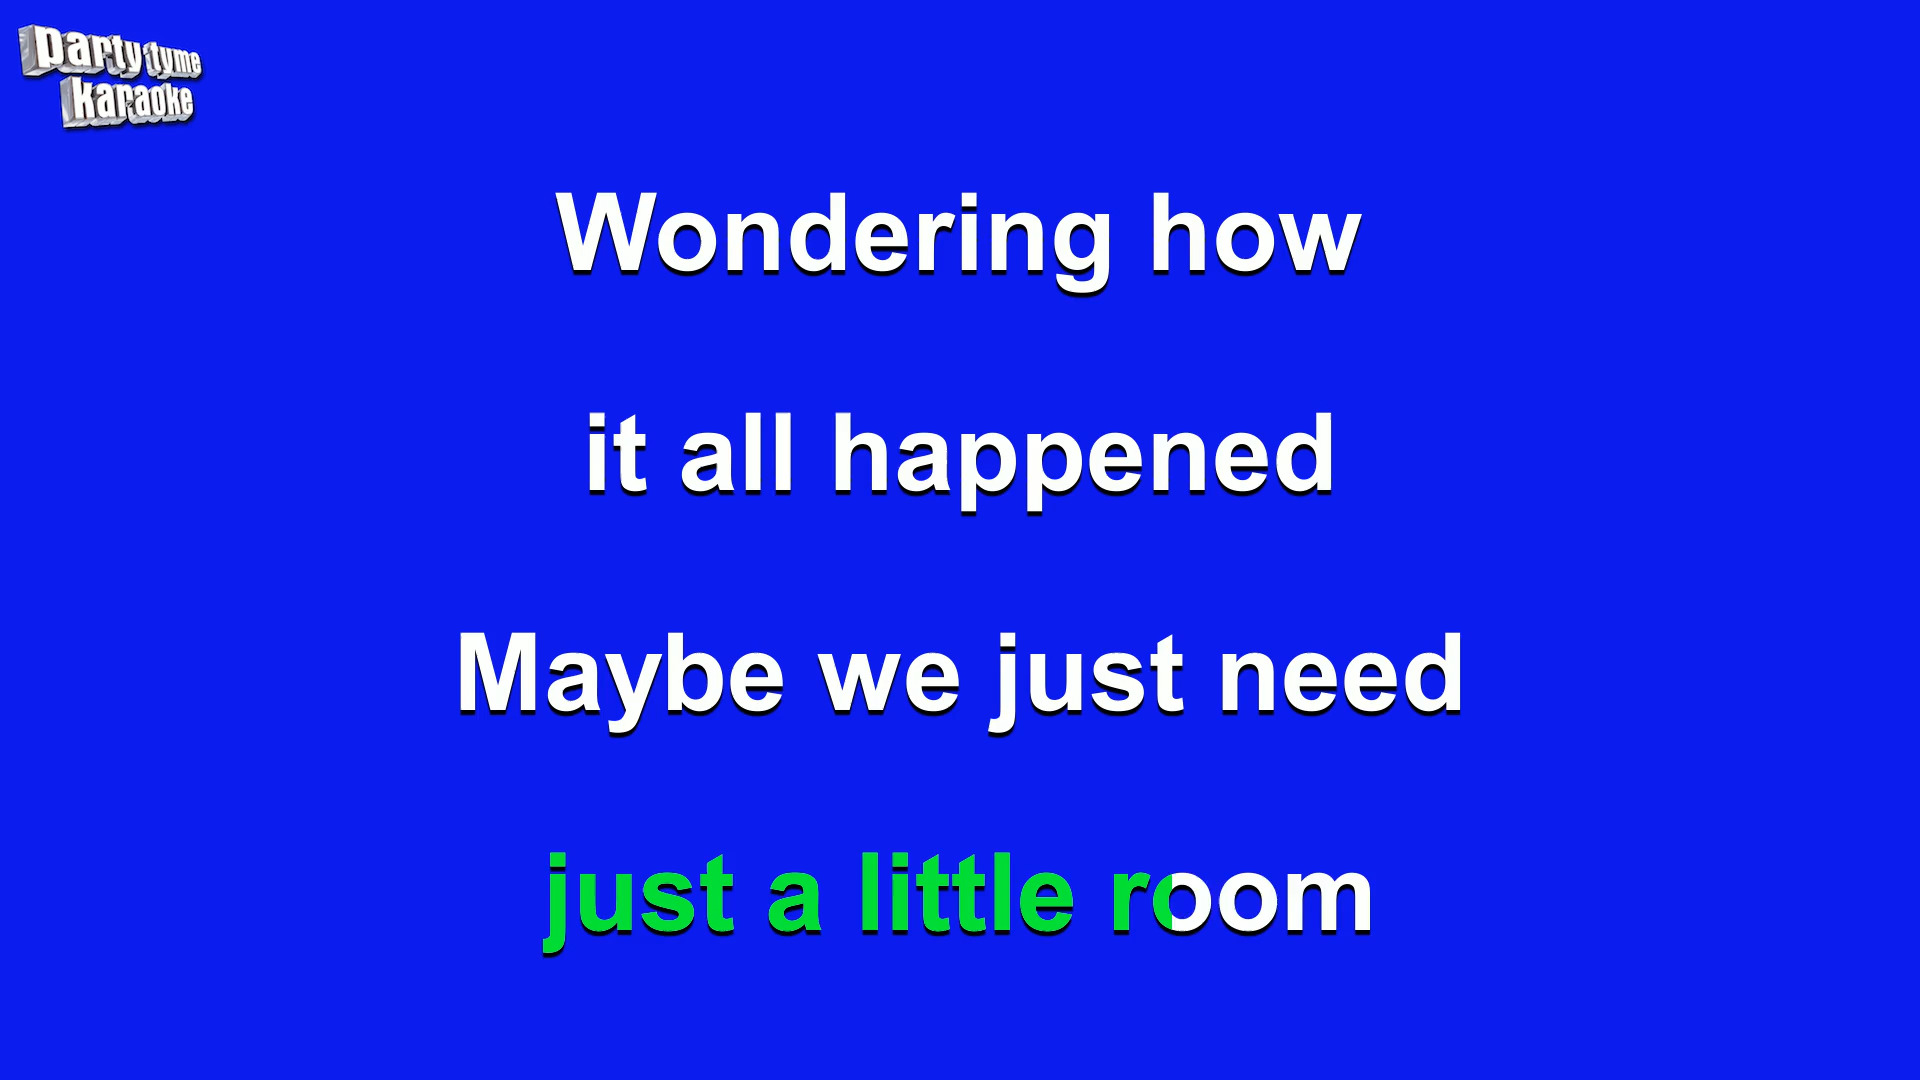 party tyme
karaoke
Wondering how
it all happened
Maybe we just need
just a little room